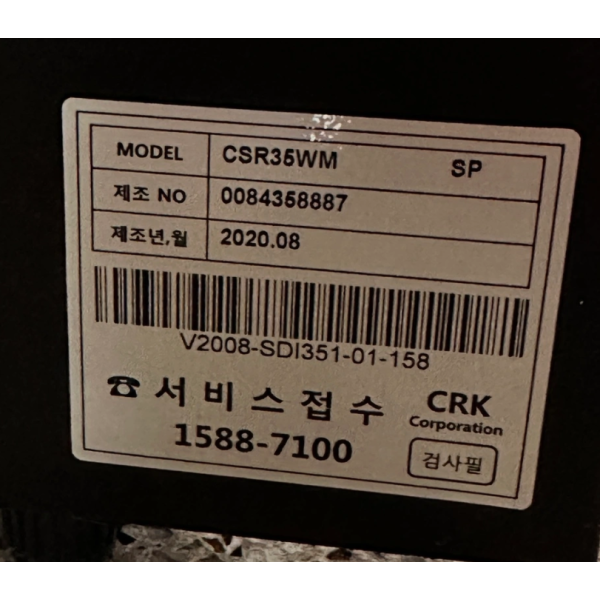 MODEL CSR35WM SP
제조 NO 0084358887
제조년,월 2020.08
V2008-SDI351-01-158
☎ 서비스접수
1588-7100
CRK
Corporation
검사필